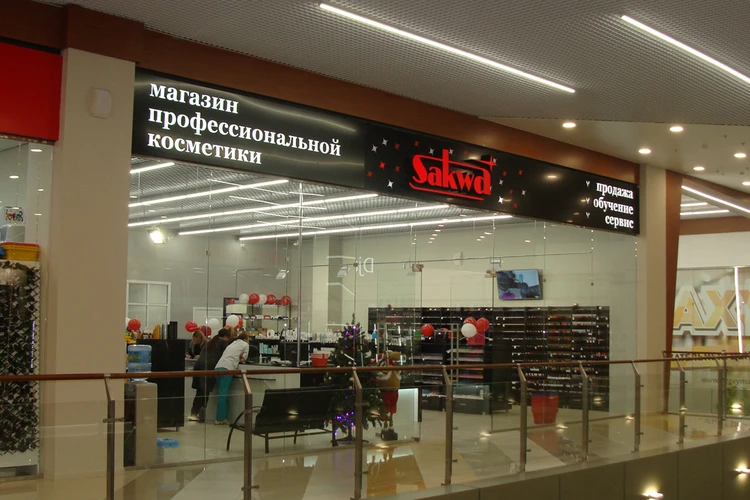 магазин
профессиональной
косметики
Sakwa
продажа
обучение
сервис